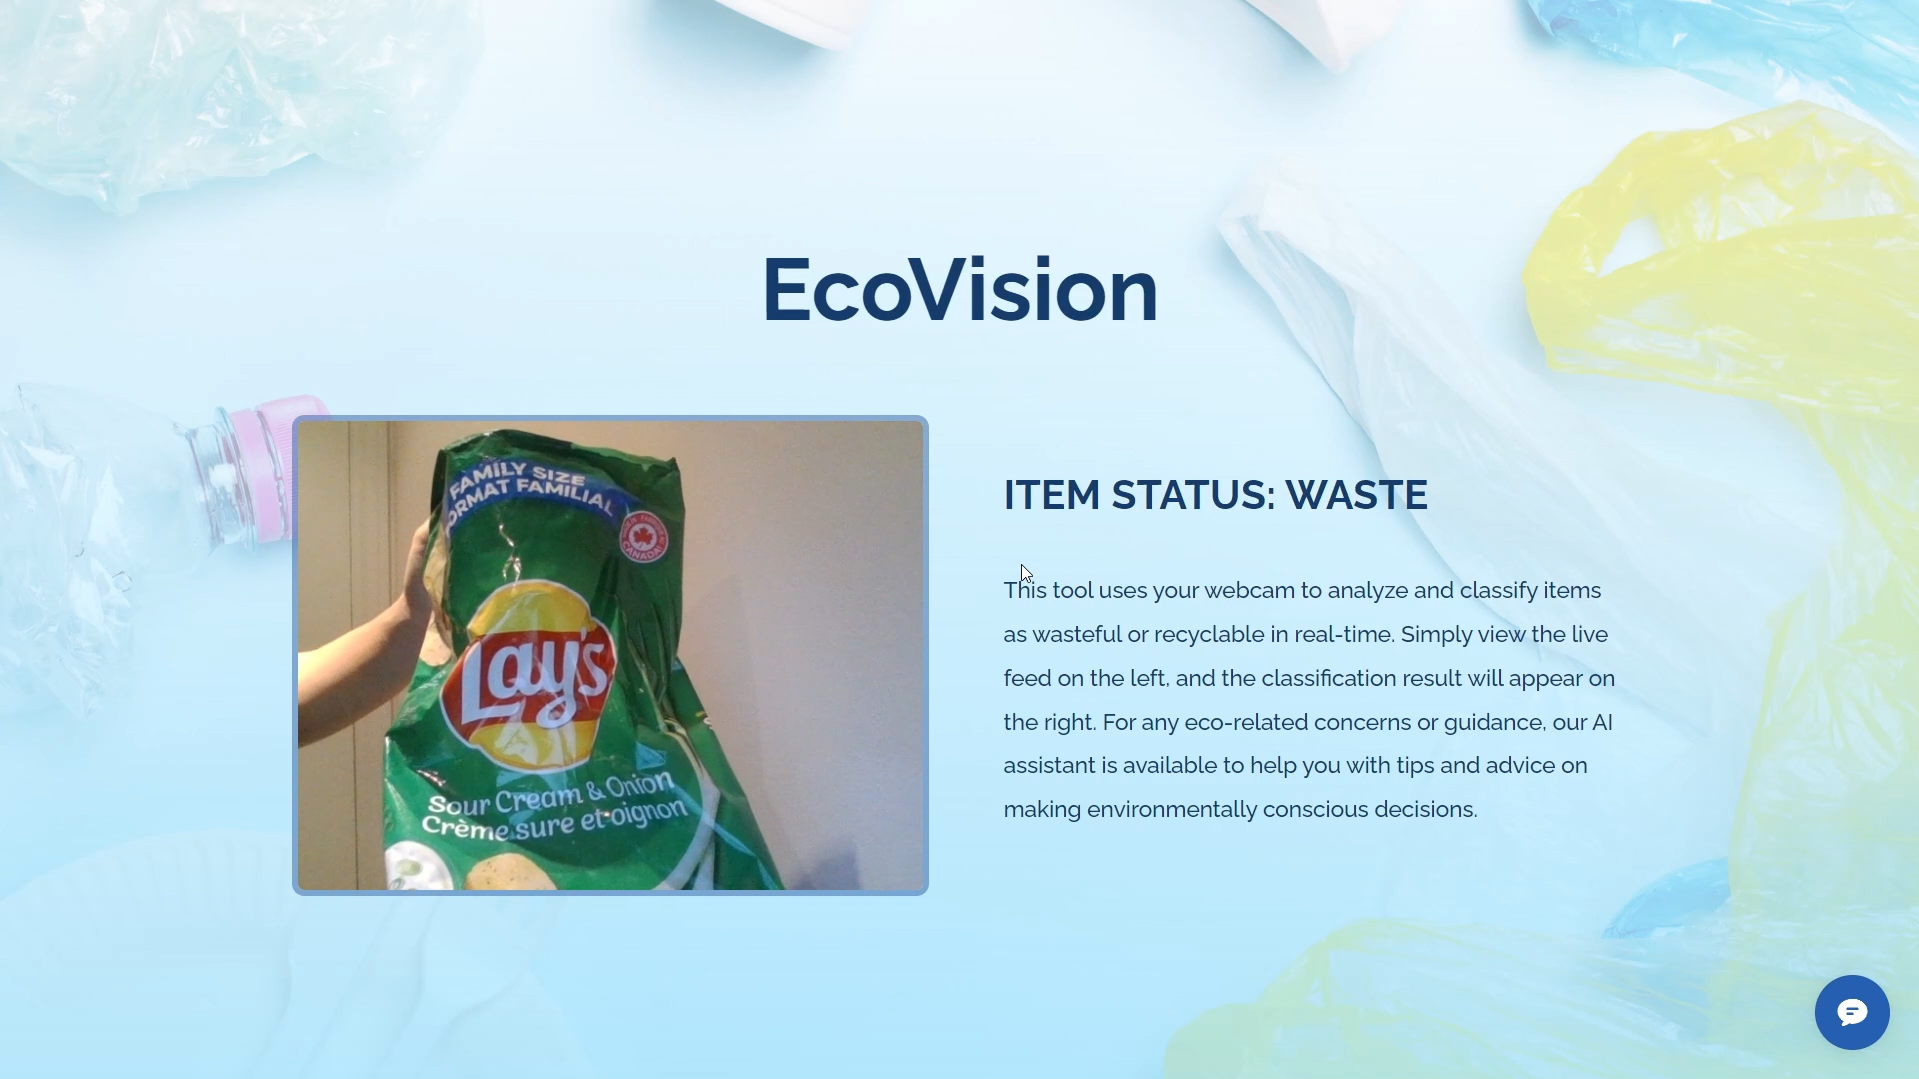 EcoVision
FAMILY SIZE
FORMAT FAMILIAL
CANADA
Lay's
Sour Cream & Onion
Crème sure et oignon
ITEM STATUS: WASTE
This tool uses your webcam to analyze and classify items
as wasteful or recyclable in real-time. Simply view the live
feed on the left, and the classification result will appear on
the right. For any eco-related concerns or guidance, our AI
assistant is available to help you with tips and advice on
making environmentally conscious decisions.